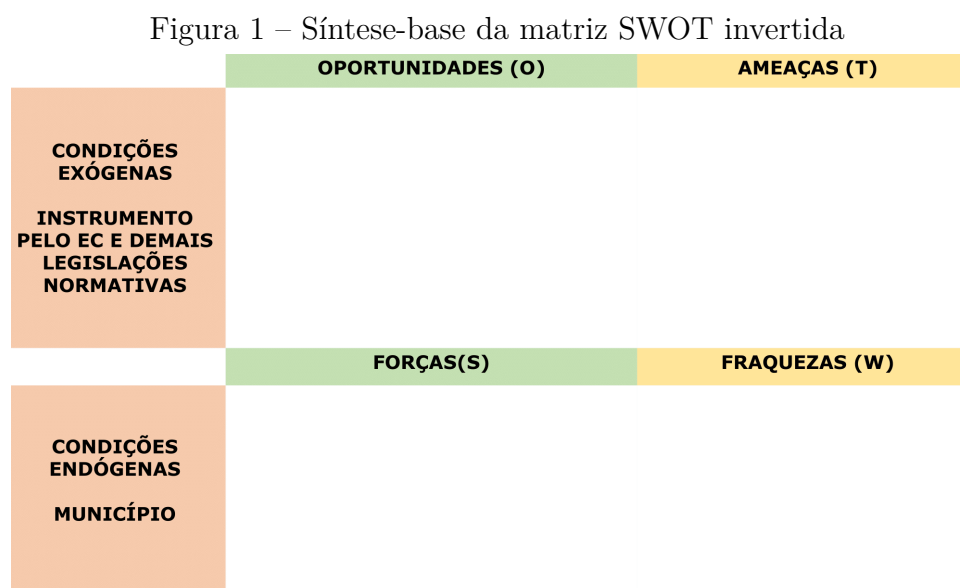 Figura 1 – Síntese-base da matriz SWOT invertida
OPORTUNIDADES (O)
AMEAÇAS (T)
CONDIÇÕES
EXÓGENAS
INSTRUMENTO
PELO EC E DEMAIS
LEGISLAÇÕES
NORMATIVAS
FORÇAS(S)
FRAQUEZAS (W)
CONDIÇÕES
ENDÓGENAS
MUNICÍPIO